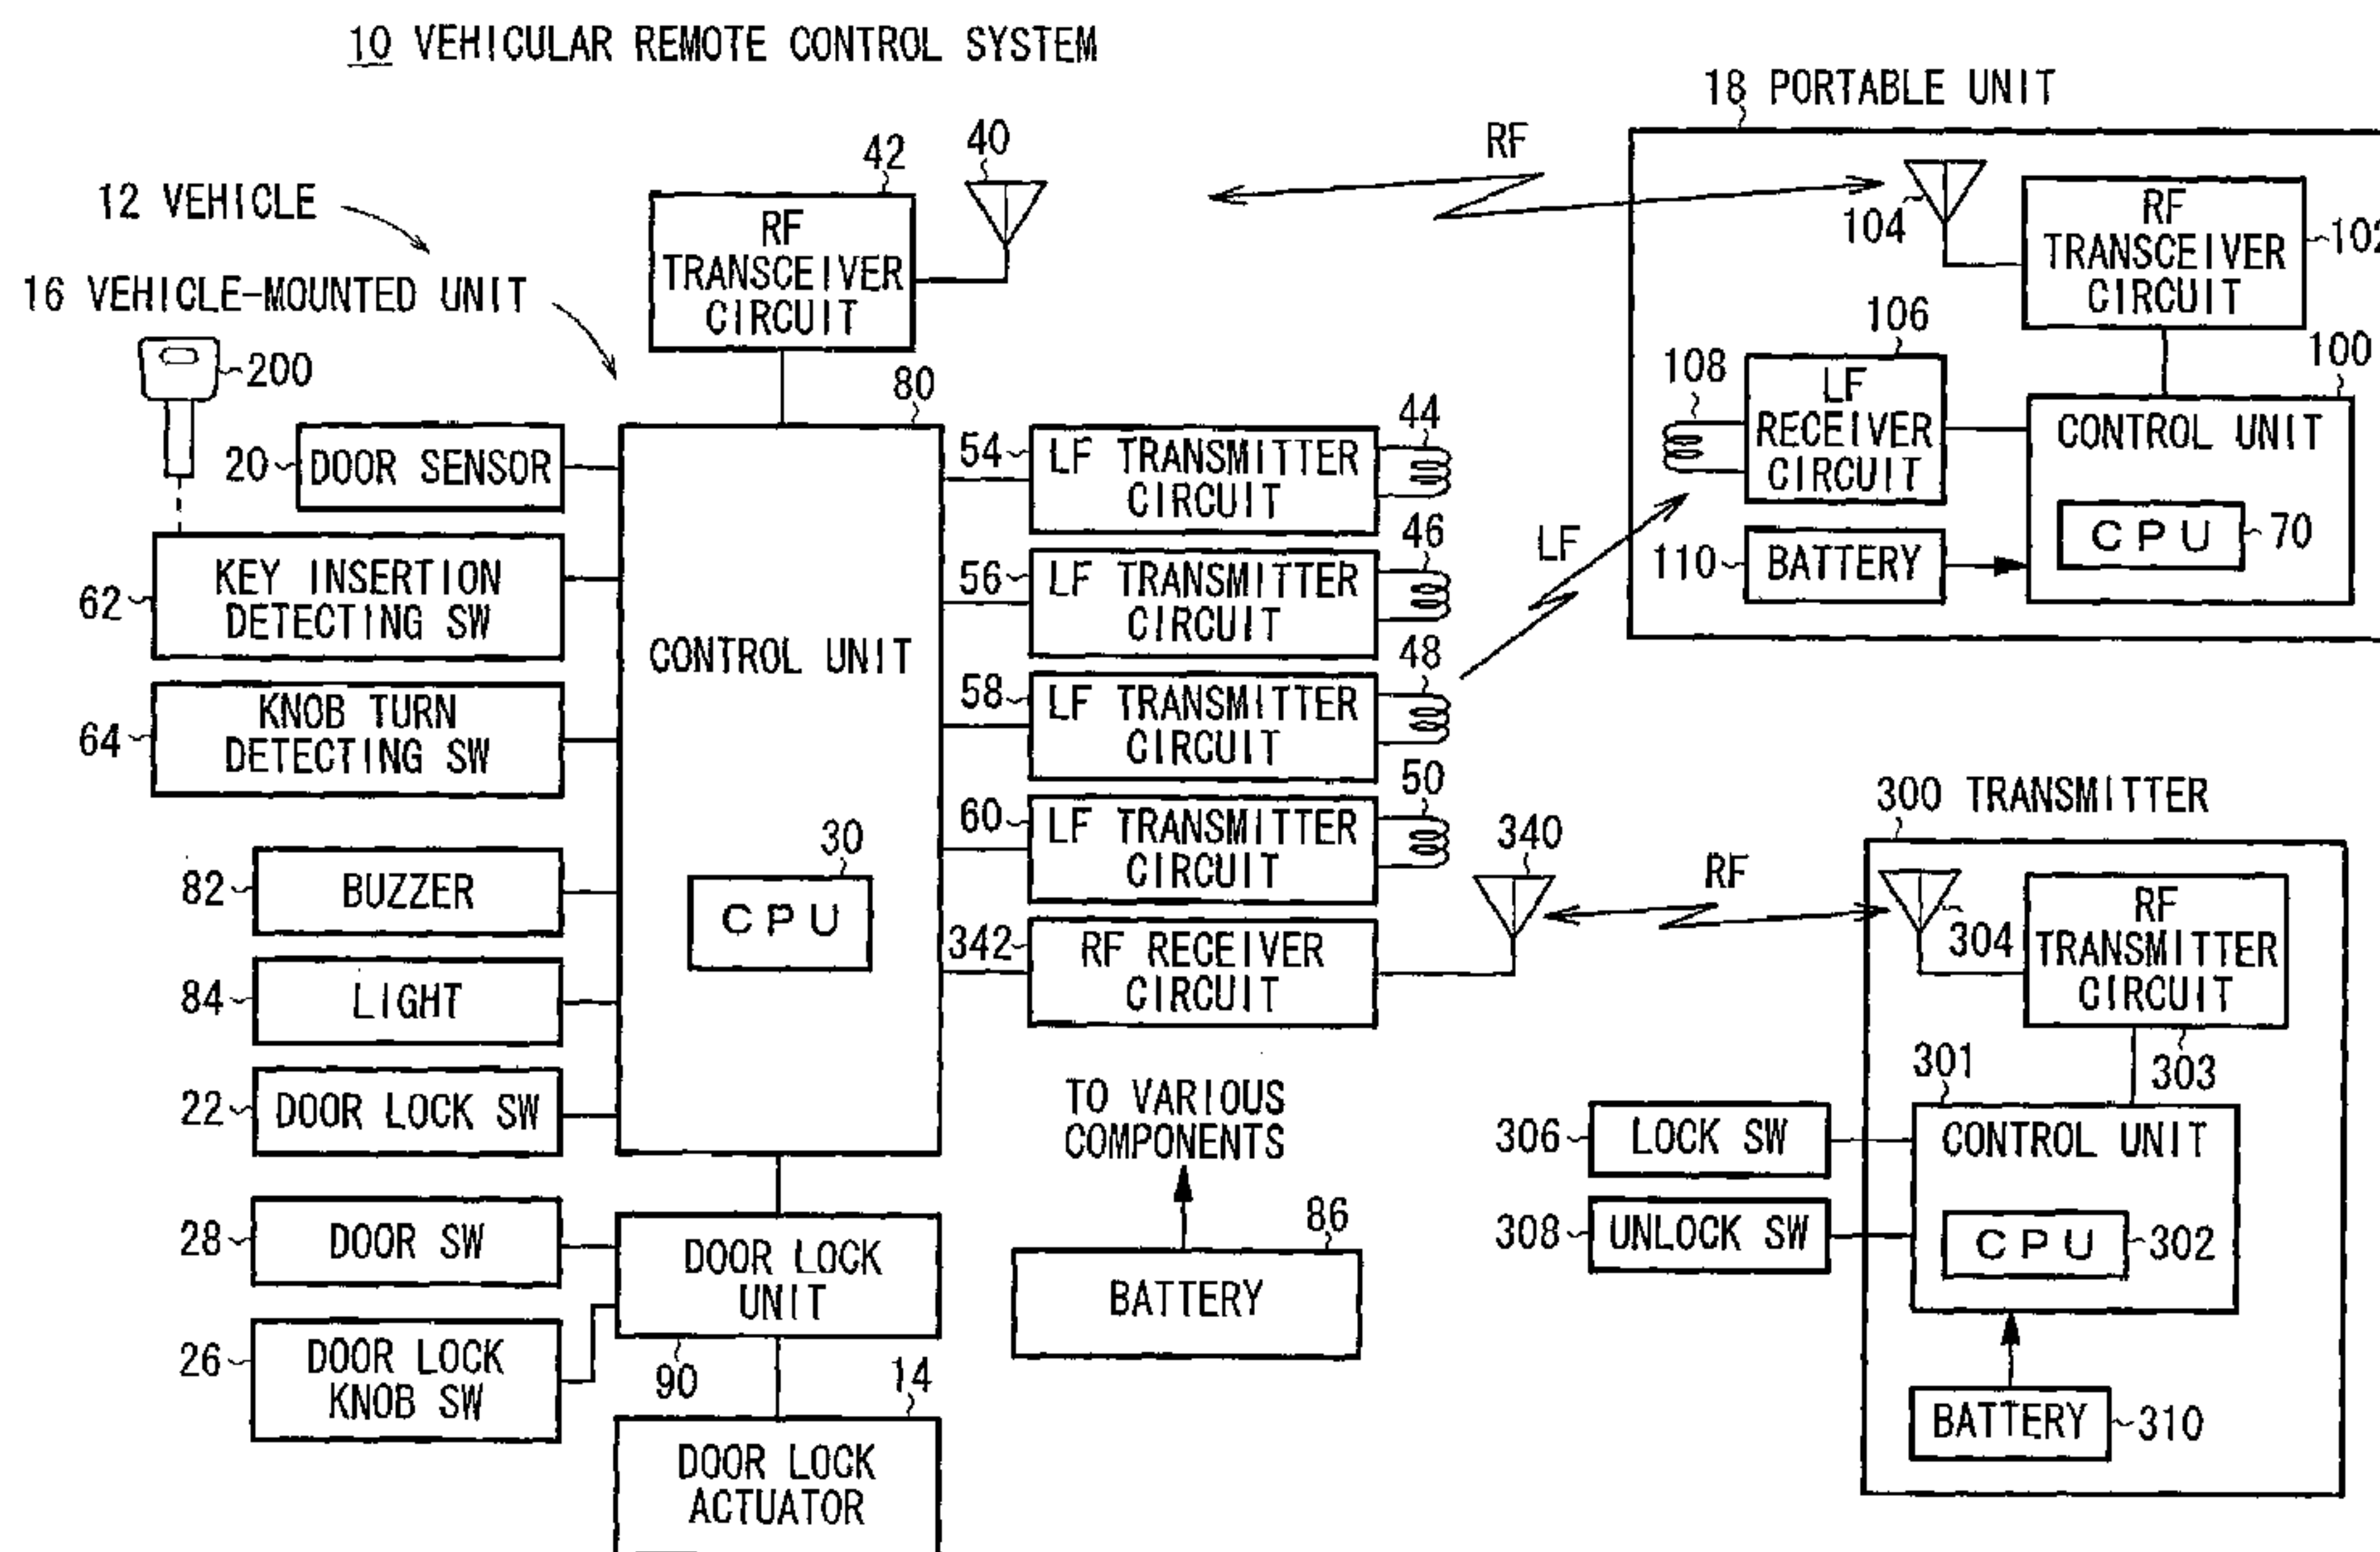 10 VEHICULAR REMOTE CONTROL SYSTEM
18 PORTABLE UNIT
12 VEHICLE
16 VEHICLE-MOUNTED UNIT
42
40
RF
TRANSCEIVER
CIRCUIT
RF
104
RF
TRANSCEIVER
CIRCUIT
200
80
106
108
LF
RECEIVER
CIRCUIT
100
CONTROL UNIT
CPU
70
110
BATTERY
LF
20
DOOR SENSOR
62
KEY INSERTION
DETECTING SW
64
KNOB TURN
DETECTING SW
CONTROL UNIT
30
CPU
54
LF TRANSMITTER
CIRCUIT
44
56
LF TRANSMITTER
CIRCUIT
46
58
LF TRANSMITTER
CIRCUIT
48
60
LF TRANSMITTER
CIRCUIT
50
342
RF RECEIVER
CIRCUIT
340
RF
300 TRANSMITTER
304
RF
TRANSMITTER
CIRCUIT
303
301
CONTROL UNIT
CPU
302
306
LOCK SW
308
UNLOCK SW
BATTERY
310
82
BUZZER
84
LIGHT
22
DOOR LOCK SW
28
DOOR SW
26
DOOR LOCK
KNOB SW
DOOR LOCK
UNIT
90
14
DOOR LOCK
ACTUATOR
TO VARIOUS
COMPONENTS
86
BATTERY